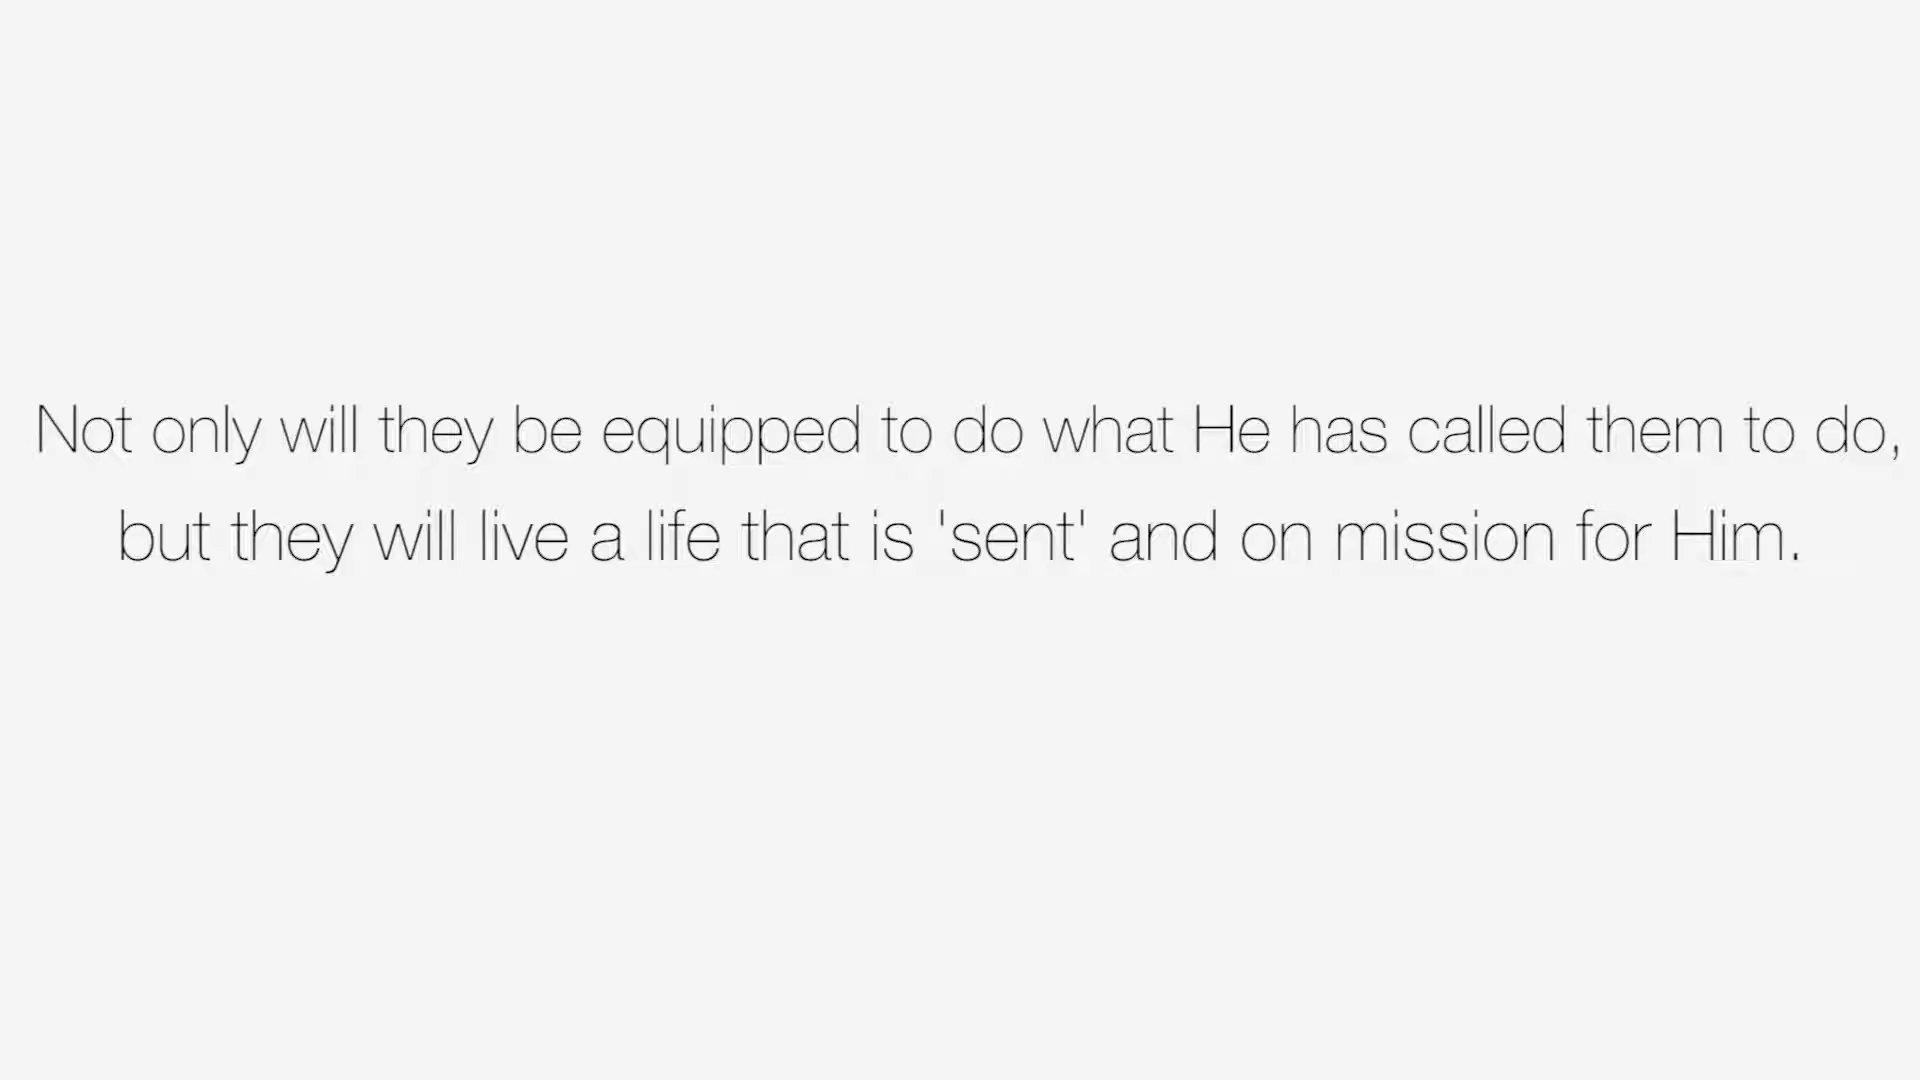 Not only will they be equipped to do what He has called them to do,
but they will live a life that is 'sent' and on mission for Him.